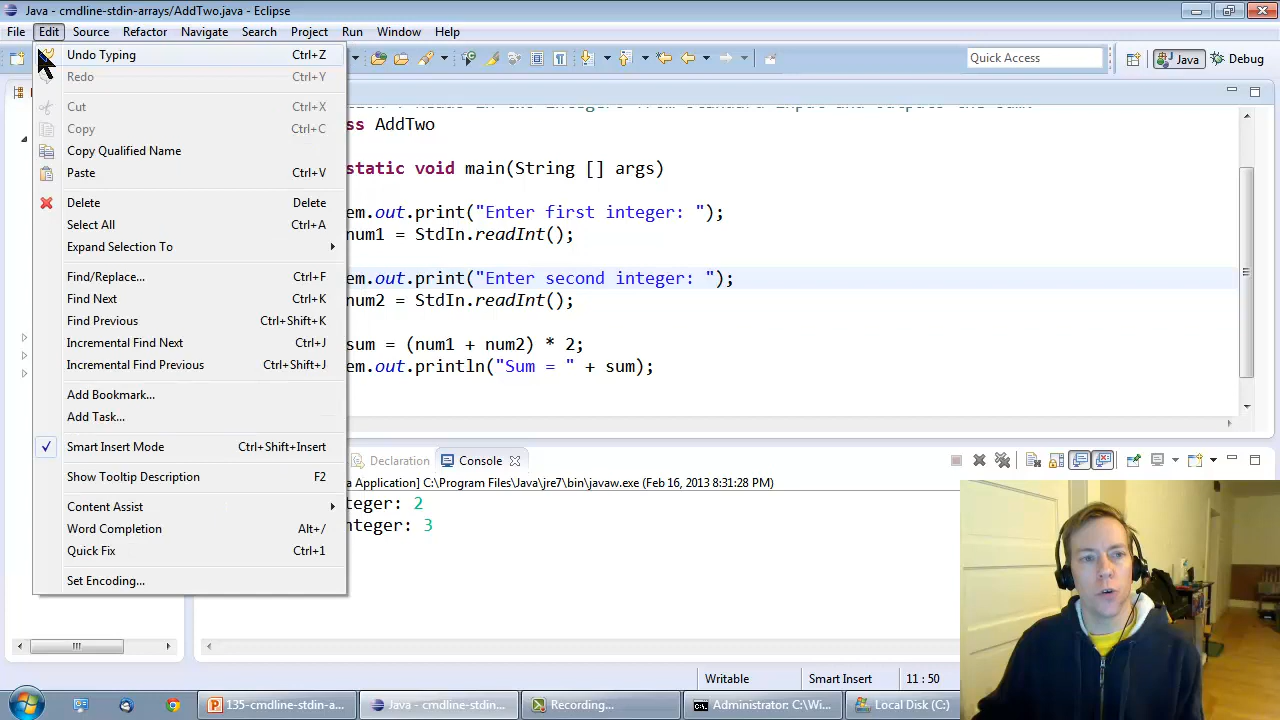 Java - cmdline-stdin-arrays/AddTwo.java - Eclipse
File Edit Source Refactor Navigate Search Project Run Window Help
Quick Access Java Debug
Undo Typing Ctrl+Z
Redo Ctrl+Y
Cut Ctrl+X
Copy Ctrl+C
Copy Qualified Name
Paste Ctrl+V
Delete Delete
Select All Ctrl+A
Expand Selection To
Find/Replace... Ctrl+F
Find Next Ctrl+K
Find Previous Ctrl+Shift+K
Incremental Find Next Ctrl+J
Incremental Find Previous Ctrl+Shift+J
Add Bookmark...
Add Task...
Smart Insert Mode Ctrl+Shift+Insert
Show Tooltip Description F2
Content Assist
Word Completion Alt+/
Quick Fix Ctrl+1
Set Encoding...
ss AddTwo
static void main(String [] args)
em.out.print("Enter first integer: ");
num1 = StdIn.readInt();
em.out.print("Enter second integer: ");
num2 = StdIn.readInt();
sum = (num1 + num2) * 2;
em.out.println("Sum = " + sum);
Declaration Console
a Application] C:\Program Files\Java\jre7\bin\javaw.exe (Feb 16, 2013 8:31:28 PM)
teger: 2
nteger: 3
Writable Smart Insert 11 : 50
135-cmdline-stdin-a... Java - cmdline-stdin-... Recording... Administrator: C:\Wi... Local Disk (C:)